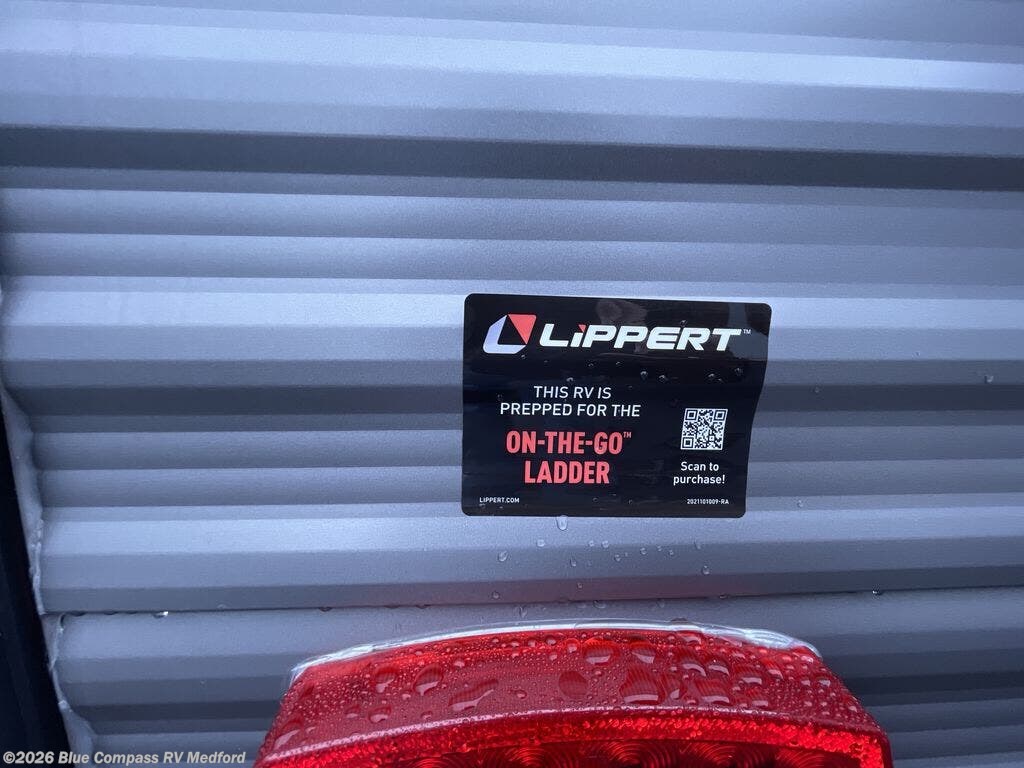 LiPPERT™
THIS RV IS
PREPPED FOR THE
ON-THE-GO™
LADDER
Scan to
purchase!
LIPPERT.COM
2021101009-RA
©2026 Blue Compass RV Medford